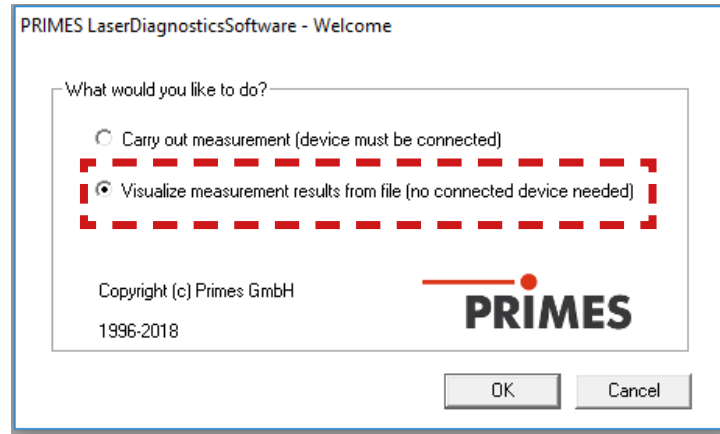 PRIMES LaserDiagnosticsSoftware - Welcome
What would you like to do?
Carry out measurement (device must be connected)
Visualize measurement results from file (no connected device needed)
Copyright (c) Primes GmbH
1996-2018
PRIMES
OK
Cancel